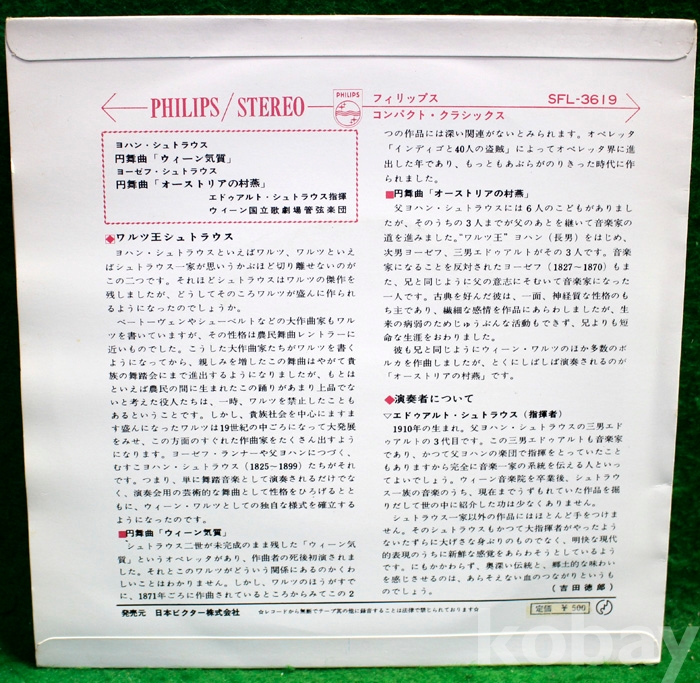 PHILIPS/STEREO
PHILIPS
フィリップス
コンパクト・クラシックス
SFL-3619
ヨハン・シュトラウス
円舞曲「ウィーン気質」
ヨーゼフ・シュトラウス
円舞曲「オーストリアの村燕」
エドゥアルト・シュトラウス指揮
ウィーン国立歌劇場管弦楽団
◆ワルツ王シュトラウス
ヨハン・シュトラウスといえばワルツ、ワルツといえ
ばシュトラウス一家が思いうかぶほど切り離せないのが
この二つです。それほどシュトラウスはワルツの傑作を
残しましたが、どうしてそのころワルツが盛んに作られ
るようになったのでしょうか。
ベートーヴェンやシューベルトなどの大作曲家もワル
ツを書いていますが、その性格は農民舞曲レントラーに
近いものでした。こうした大作曲家たちがワルツを書く
ようになってから、親しみを増したこの舞曲はやがて貴
族の舞踏会にまで進出するようになりましたが、もとは
といえば農民の間に生まれたこの踊りがあまり上品でな
いと考えた役人たちは、一時、ワルツを禁止したことも
あるということです。しかし、貴族社会を中心にますま
す盛んになったワルツは19世紀の中ごろになって大発展
をみせ、この方面のすぐれた作曲家をたくさん出すよう
になります。ヨーゼフ・ランナーや父ヨハンにつづく、
むすこヨハン・シュトラウス(1825〜1899)たちがそれ
です。つまり、単に舞踏音楽として演奏されるだけでな
く、演奏会用の芸術的な舞曲として性格をひろげるとと
もに、ウィーン・ワルツとしての独自な様式を確立する
ようになったのです。
■円舞曲「ウィーン気質」
シュトラウス二世が未完成のまま残した「ウィーン気
質」というオペレッタがあり、作曲者の死後初演されま
した。それとこのワルツがどういう関係にあるのかくわ
しいことはわかりません。しかし、ワルツのほうがすで
に、1871年ごろに作曲されているところからみてこの2
つの作品には深い関連がないとみられます。オペレッタ
「インディゴと40人の盗賊」によってオペレッタ界に進
出した年であり、もっともあぶらがのりきった時代に作
られました。
■円舞曲「オーストリアの村燕」
父ヨハン・シュトラウスには6人のこどもがありまし
たが、そのうちの3人までが父のあとを継いで音楽家の
道を進みました。"ワルツ王" ヨハン(長男)をはじめ、
次男ヨーゼフ、三男エドゥアルトがその3人です。音楽
家になることを反対されたヨーゼフ(1827〜1870)もま
た、兄と同じように父の意志にそむいて音楽家になった
一人です。古典を好んだ彼は、一面、神経質な性格のも
ち主であり、繊細な感情を作品にあらわしましたが、生
来の病弱のためじゅうぶんな活動もできず、兄よりも短
命な生涯をおわりました。
彼も兄と同じようにウィーン・ワルツのほか多数のポ
ルカを作曲しましたが、とくにしばしば演奏されるのが
「オーストリアの村燕」です。
◆演奏者について
▽エドゥアルト・シュトラウス(指揮者)
1910年の生まれ。父ヨハン・シュトラウスの三男エド
ゥアルトの3代目です。この三男エドゥアルトも音楽家
であり、かつて父ヨハンの楽団で指揮をとっていたこと
もありますから完全に音楽一家の系統を伝える人といっ
てよいでしょう。ウィーン音楽院を卒業後、シュトラウ
ス一族の音楽のうち、現在までうずもれていた作品を掘
りだして世の中に紹介した功は少なくありません。
シュトラウス一家以外の作品にはほとんど手をつけま
せん。そのシュトラウスもかつて大指揮者がやったよう
ないたずらに大げさな身ぶりのものでなく、明快な現代
的表現のうちに新鮮な感覚をあらわそうとしているよう
です。にもかかわらず、奥深い伝統と、郷土的な味わい
を感じさせるのは、あらそえない血のつながりというも
のでしょう。
(吉田徳郎)
発売元 日本ビクター株式会社
☆レコードから無断でテープ其の他に録音することは法律で禁じられております☆
定価 ¥500
kobay